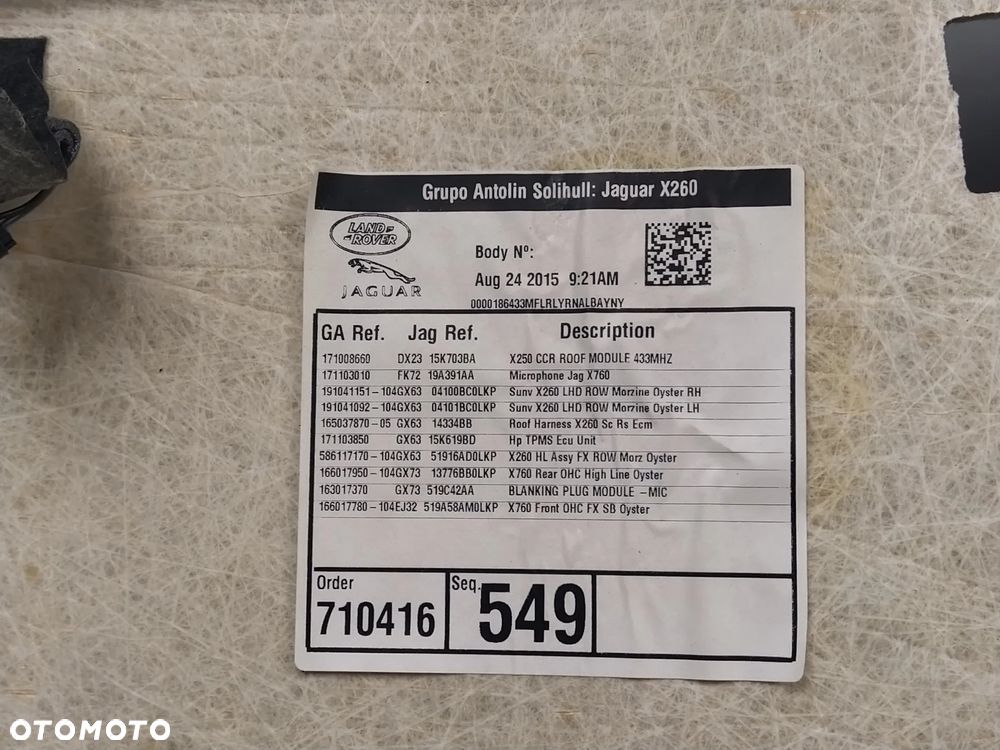 Grupo Antolin Solihull: Jaguar X260
LAND ROVER
JAGUAR
Body Nº:
Aug 24 2015 9:21AM
0000186433MFLRLYRNALBAYNY
GA Ref. Jag Ref. Description
171008660 DX23 15K703BA X250 CCR ROOF MODULE 433MHZ
171103010 FK72 19A391AA Microphone Jag X760
191041151-104GX63 04100BC0LKP Sunv X260 LHD ROW Morzine Oyster RH
191041092-104GX63 04101BC0LKP Sunv X260 LHD ROW Morzine Oyster LH
165037870-05 GX63 14334BB Roof Harness X260 Sc Rs Ecm
171103850 GX63 15K619BD Hp TPMS Ecu Unit
586117170-104GX63 51916AD0LKP X260 HL Assy FX ROW Morz Oyster
166017950-104GX73 13776BB0LKP X760 Rear OHC High Line Oyster
163017370 GX73 519C42AA BLANKING PLUG MODULE -MIC
166017780-104EJ32 519A58AM0LKP X760 Front OHC FX SB Oyster
Order
710416
Seq.
549
OTOMOTO